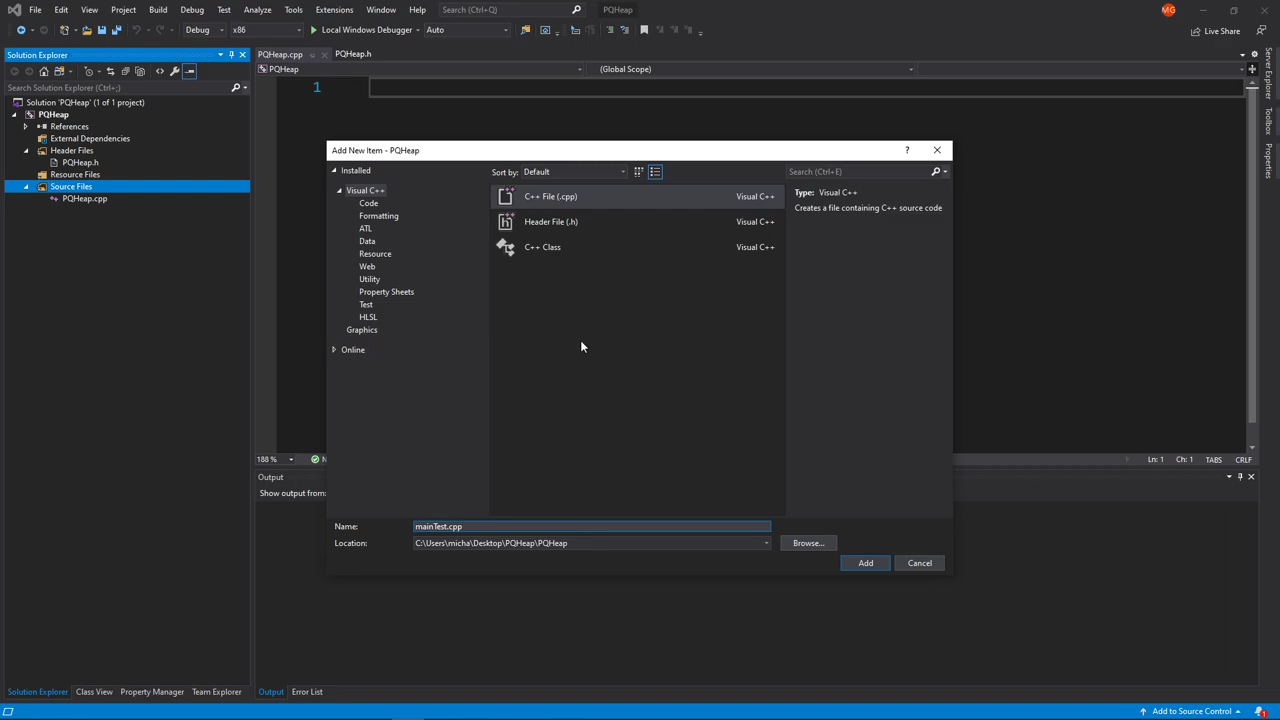 File Edit View Project Build Debug Test Analyze Tools Extensions Window Help Search (Ctrl+Q) PQHeap MG
Debug x86 Local Windows Debugger Auto Live Share
Solution Explorer
PQHeap.cpp PQHeap.h
PQHeap (Global Scope)
Search Solution Explorer (Ctrl+;)
1
Solution 'PQHeap' (1 of 1 project)
PQHeap
References
External Dependencies
Header Files
PQHeap.h
Resource Files
Source Files
PQHeap.cpp
Add New Item - PQHeap
Installed
Visual C++
Code
Formatting
ATL
Data
Resource
Web
Utility
Property Sheets
Test
HLSL
Graphics
Online
Sort by: Default
C++ File (.cpp) Visual C++
Header File (.h) Visual C++
C++ Class Visual C++
Search (Ctrl+E)
Type: Visual C++
Creates a file containing C++ source code
Name: mainTest.cpp
Location: C:\Users\micha\Desktop\PQHeap\PQHeap
Browse...
Add Cancel
188 % Ln: 1 Ch: 1 TABS CRLF
Output
Show output from:
Server Explorer
Toolbox
Properties
Solution Explorer Class View Property Manager Team Explorer
Output Error List
Add to Source Control 1